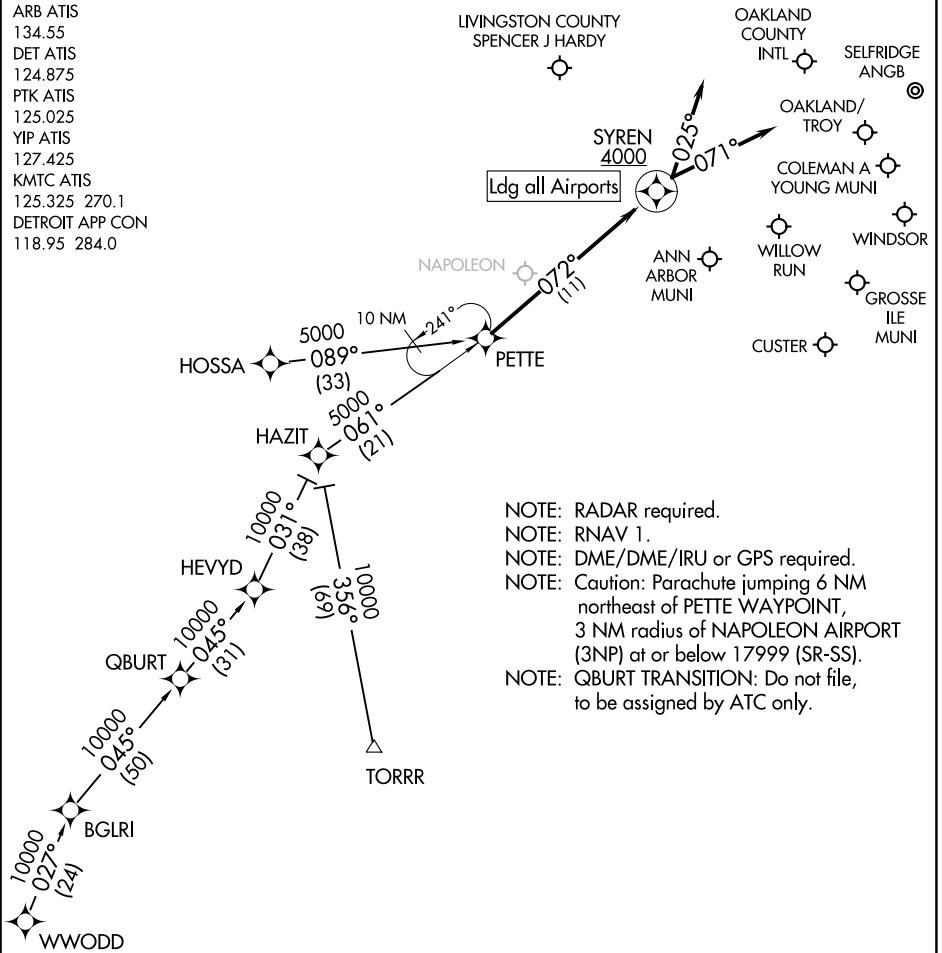 ARB ATIS
134.55
DET ATIS
124.875
PTK ATIS
125.025
YIP ATIS
127.425
KMTC ATIS
125.325 270.1
DETROIT APP CON
118.95 284.0
LIVINGSTON COUNTY
SPENCER J HARDY
OAKLAND
COUNTY
INTL
SELFRIDGE
ANGB
OAKLAND/
TROY
COLEMAN A
YOUNG MUNI
WINDSOR
WILLOW
RUN
ANN
ARBOR
MUNI
GROSSE
ILE
MUNI
CUSTER
SYREN
4000
Ldg all Airports
025°
071°
NAPOLEON
072°
(11)
10 NM
241°
PETTE
HOSSA
5000
089°
(33)
5000
061°
(21)
HAZIT
10000
031°
(38)
HEVYD
10000
045°
(31)
QBURT
10000
045°
(50)
BGLRI
10000
027°
(24)
WWODD
10000
356°
(69)
TORRR
NOTE: RADAR required.
NOTE: RNAV 1.
NOTE: DME/DME/IRU or GPS required.
NOTE: Caution: Parachute jumping 6 NM
northeast of PETTE WAYPOINT,
3 NM radius of NAPOLEON AIRPORT
(3NP) at or below 17999 (SR-SS).
NOTE: QBURT TRANSITION: Do not file,
to be assigned by ATC only.